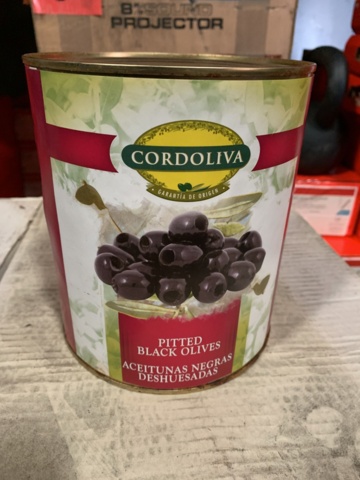 PROJECTOR
CORDOLIVA
GARANTÍA DE ORIGEN
PITTED
BLACK OLIVES
ACEITUNAS NEGRAS
DESHUESADAS